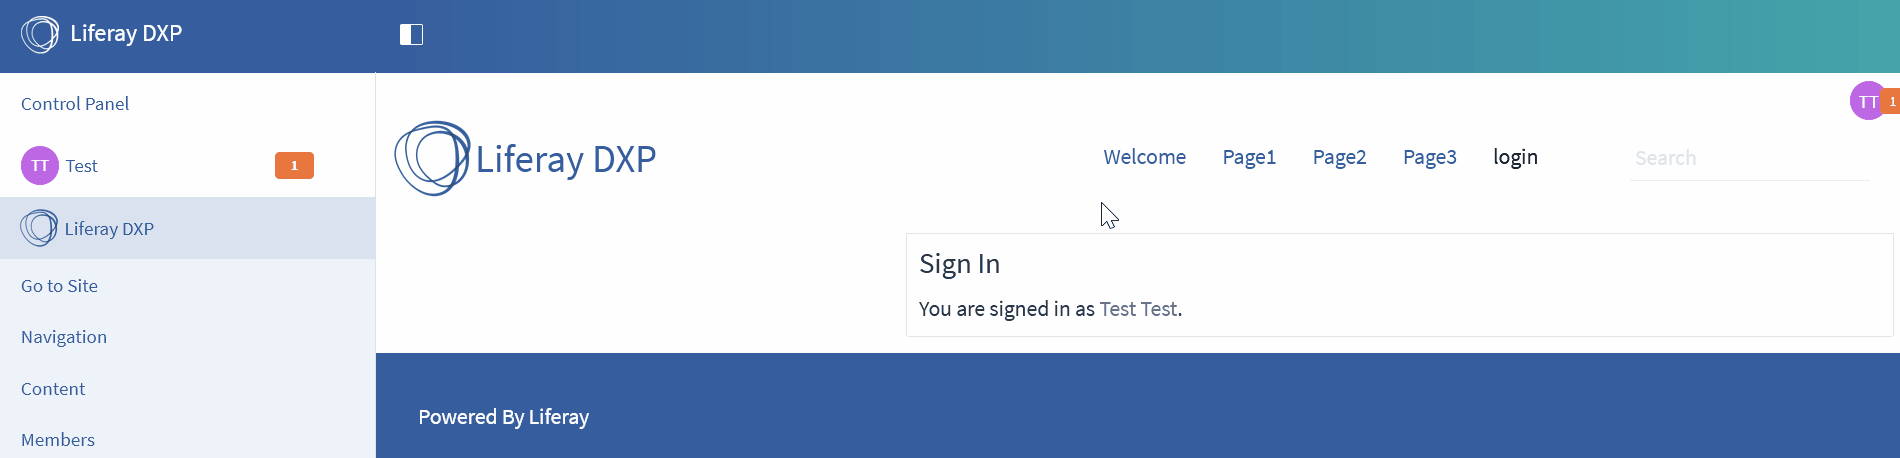 Liferay DXP
Control Panel
TT Test 1
Liferay DXP
Go to Site
Navigation
Content
Members
TT 1
Liferay DXP
Welcome Page1 Page2 Page3 login Search
Sign In
You are signed in as Test Test.
Powered By Liferay